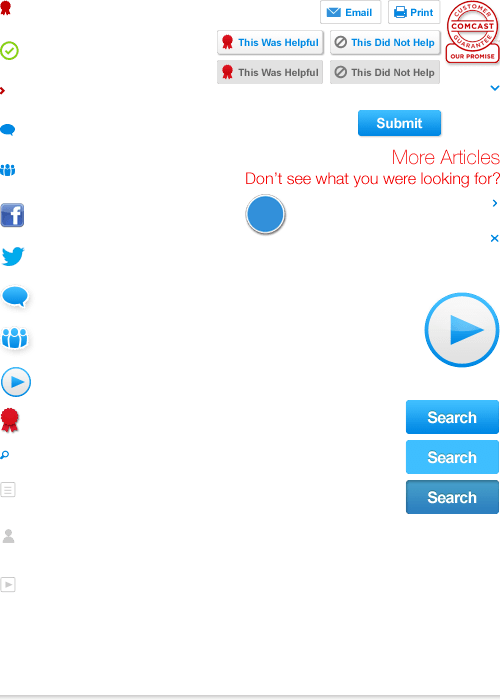 Email
Print
CUSTOMER
COMCAST
GUARANTEE
OUR PROMISE
This Was Helpful
This Did Not Help
This Was Helpful
This Did Not Help
Submit
More Articles
Don't see what you were looking for?
f
Search
Search
Search